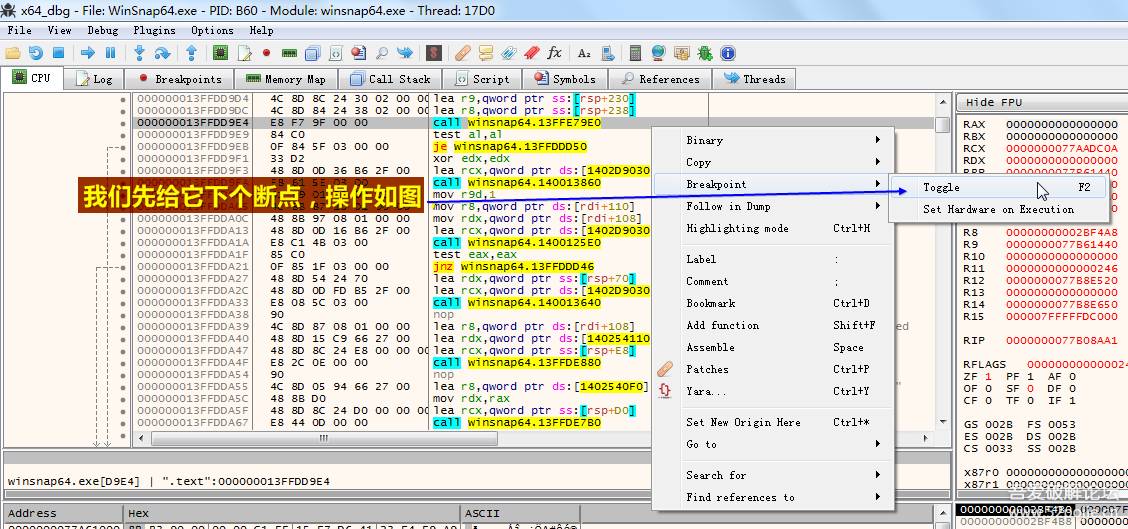 x64_dbg - File: WinSnap64.exe - PID: B60 - Module: winsnap64.exe - Thread: 17D0
File View Debug Plugins Options Help
CPU Log Breakpoints Memory Map Call Stack Script Symbols References Threads
000000013FFDD9D4 4C 8D 8C 24 30 02 00 00 lea r9,qword ptr ss:[rsp+230]
000000013FFDD9DC 4C 8D 84 24 38 02 00 00 lea r8,qword ptr ss:[rsp+238]
000000013FFDD9E4 E8 F7 9F 00 00 call winsnap64.13FFE79E0
000000013FFDD9E9 84 C0 test al,al
000000013FFDD9EB 0F 84 5F 03 00 00 je winsnap64.13FFDDD50
000000013FFDD9F1 33 D2 xor edx,edx
48 8D 0D 36 B6 2F 00 lea rcx,qword ptr ds:[1402D9030
call winsnap64.140013860
mov r9d,1
我们先给它下个断点，操作如图
mov r8,qword ptr ds:[rdi+110]
48 8B 97 08 01 00 00 mov rdx,qword ptr ds:[rdi+108]
48 8D 0D 16 B6 2F 00 lea rcx,qword ptr ds:[1402D9030
000000013FFDDA1A E8 C1 4B 03 00 call winsnap64.1400125E0
000000013FFDDA1F 85 C0 test eax,eax
000000013FFDDA21 0F 85 1F 03 00 00 jnz winsnap64.13FFDDD46
000000013FFDDA27 48 8D 54 24 70 lea rdx,qword ptr ss:[rsp+70]
000000013FFDDA2C 48 8D 0D FD B5 2F 00 lea rcx,qword ptr ds:[1402D9030
000000013FFDDA33 E8 08 5C 03 00 call winsnap64.140013640
000000013FFDDA38 90 nop
000000013FFDDA39 4C 8D 87 08 01 00 00 lea r8,qword ptr ds:[rdi+108]
000000013FFDDA40 48 8D 15 C9 66 27 00 lea rdx,qword ptr ds:[140254110
000000013FFDDA47 48 8D 8C 24 E8 00 00 00 lea rcx,qword ptr ss:[rsp+E8]
000000013FFDDA4F E8 2C 0E 00 00 call winsnap64.13FFDE880
000000013FFDDA54 90 nop
000000013FFDDA55 4C 8D 05 94 66 27 00 lea r8,qword ptr ds:[1402540F0]
000000013FFDDA5C 48 8B D0 mov rdx,rax
000000013FFDDA5F 48 8D 8C 24 D0 00 00 00 lea rcx,qword ptr ss:[rsp+D0]
000000013FFDDA67 E8 44 0D 00 00 call winsnap64.13FFDE7B0
Binary
Copy
Breakpoint
Follow in Dump
Highlighting mode Ctrl+H
Label :
Comment ;
Bookmark Ctrl+D
Add function Shift+F
Assemble Space
Patches Ctrl+P
Yara... Ctrl+Y
Set New Origin Here Ctrl+*
Go to
Search for
Find references to
Toggle F2
Set Hardware on Execution
Hide FPU
RAX 0000000000000000
RBX 0000000000000000
RCX 0000000077AADC0A
RDX
R8 0000000002BF4A8
R9 0000000077B61440
R10 0000000000000000
R11 0000000000000246
R12 0000000077B8E520
R13 0000000000000000
R14 0000000077B8E650
R15 000007FFFFFDC000
RIP 0000000077B08AA1
RFLAGS 0000000000000024
ZF 1 PF 1 AF 0
OF 0 SF 0 DF 0
CF 0 TF 0 IF 1
GS 002B FS 0053
ES 002B DS 002B
CS 0033 SS 002B
x87r0 0000000000000000
x87r1 0000000000000000
winsnap64.exe[D9E4] | ".text":000000013FFDD9E4
Address Hex ASCII
吾爱破解论坛